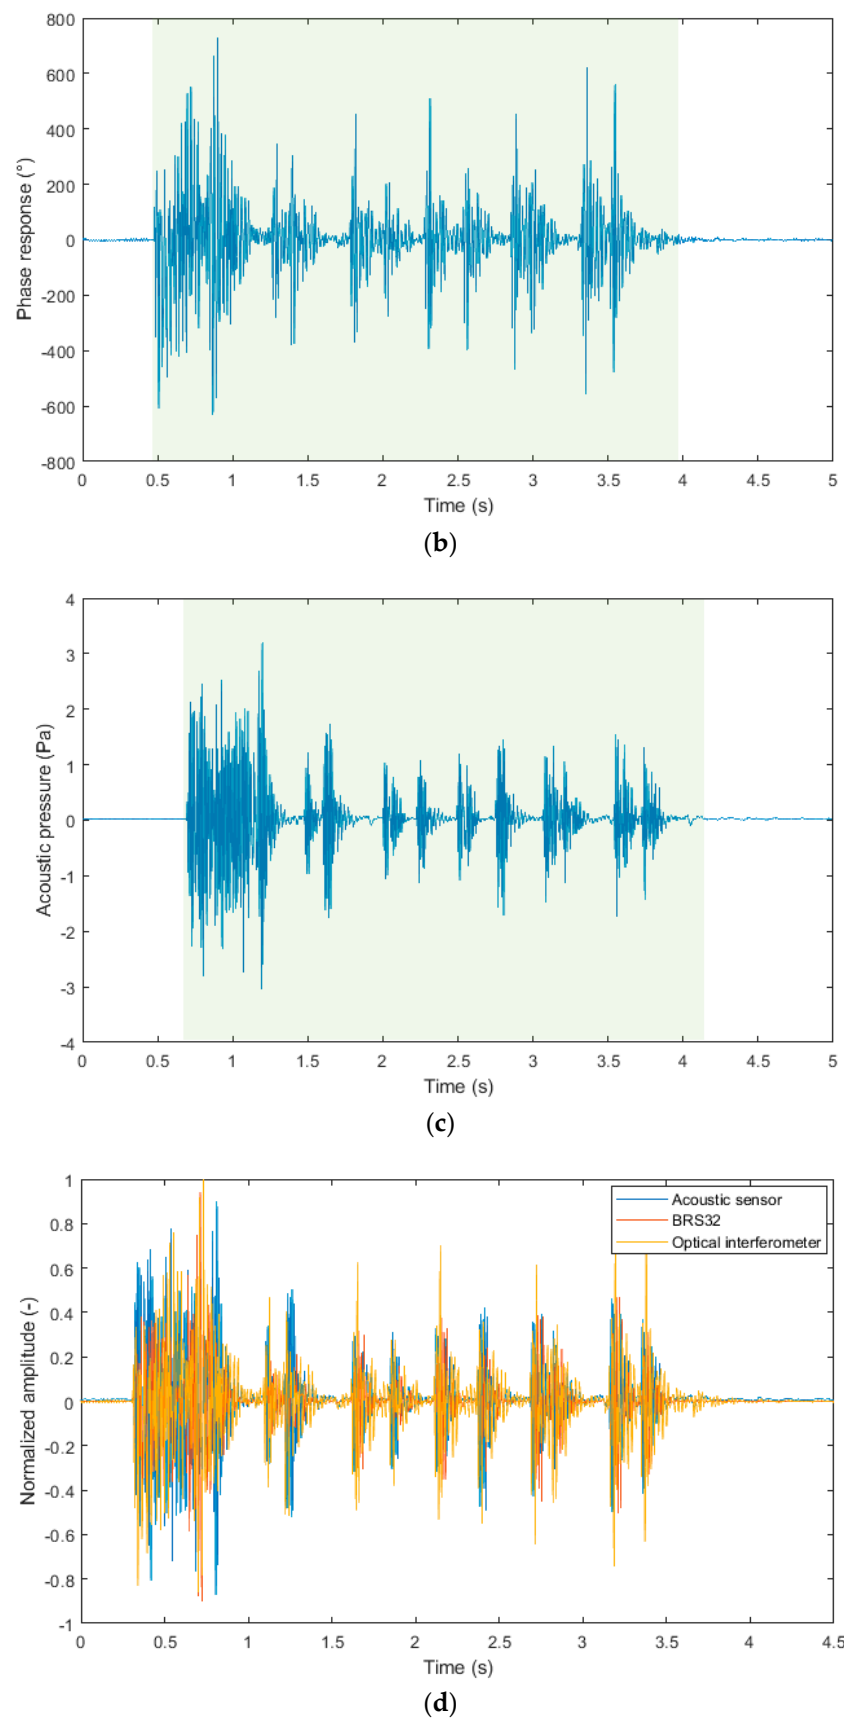 800
600
400
200
0
-200
-400
-600
-800
Phase response (°)
0 0.5 1 1.5 2 2.5 3 3.5 4 4.5 5
Time (s)
(b)
4
3
2
1
0
-1
-2
-3
-4
Acoustic pressure (Pa)
0 0.5 1 1.5 2 2.5 3 3.5 4 4.5 5
Time (s)
(c)
1
0.8
0.6
0.4
0.2
0
-0.2
-0.4
-0.6
-0.8
-1
Normalized amplitude (-)
Acoustic sensor
BRS32
Optical interferometer
0 0.5 1 1.5 2 2.5 3 3.5 4 4.5
Time (s)
(d)